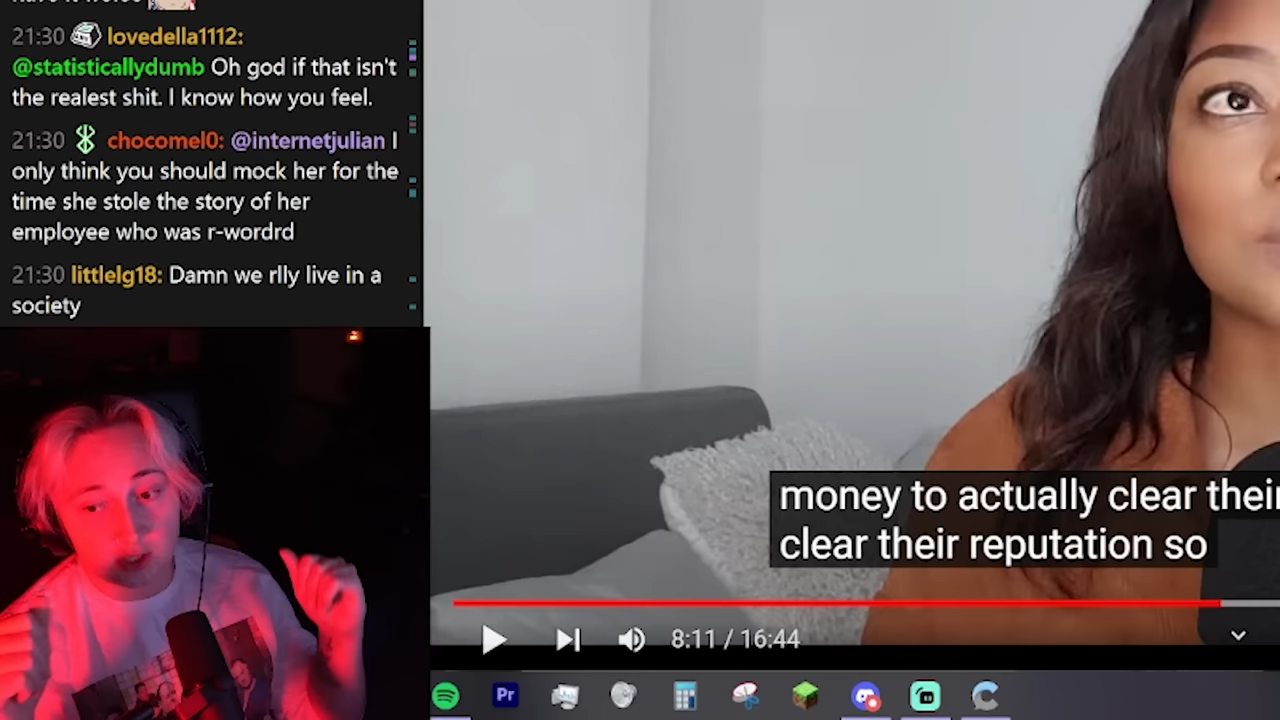 21:30 lovedella1112:
@statisticallydumb Oh god if that isn't
the realest shit. I know how you feel.
21:30 chocomel0: @internetjulian I
only think you should mock her for the
time she stole the story of her
employee who was r-wordrd
21:30 littlelg18: Damn we rlly live in a
society
money to actually clear their
clear their reputation so
8:11 / 16:44
Pr